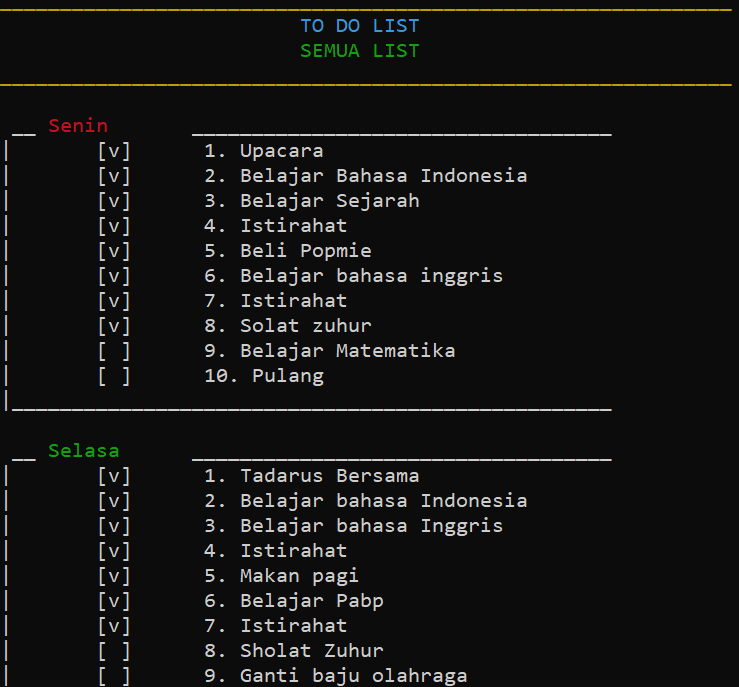 TO DO LIST
SEMUA LIST
__ Senin ___________________________________
| [v] 1. Upacara
| [v] 2. Belajar Bahasa Indonesia
| [v] 3. Belajar Sejarah
| [v] 4. Istirahat
| [v] 5. Beli Popmie
| [v] 6. Belajar bahasa inggris
| [v] 7. Istirahat
| [v] 8. Solat zuhur
| [ ] 9. Belajar Matematika
| [ ] 10. Pulang
|__________________________________________________
__ Selasa ___________________________________
| [v] 1. Tadarus Bersama
| [v] 2. Belajar bahasa Indonesia
| [v] 3. Belajar bahasa Inggris
| [v] 4. Istirahat
| [v] 5. Makan pagi
| [v] 6. Belajar Pabp
| [v] 7. Istirahat
| [ ] 8. Sholat Zuhur
| [ ] 9. Ganti baju olahraga